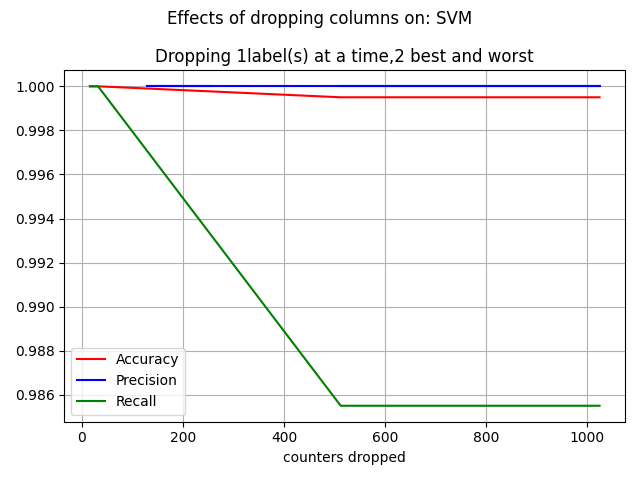 Effects of dropping columns on: SVM
Dropping 1label(s) at a time,2 best and worst
1.000
0.998
0.996
0.994
0.992
0.990
0.988
0.986
Accuracy
Precision
Recall
0 200 400 600 800 1000
counters dropped